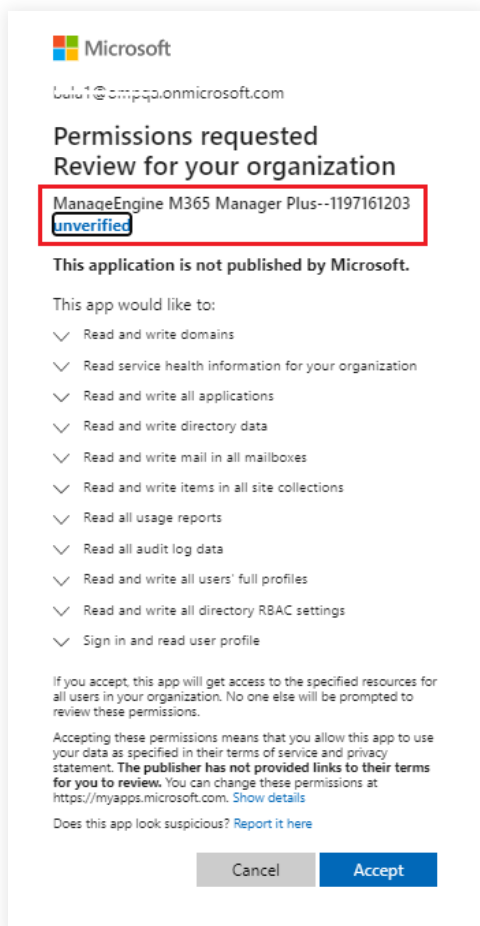 Microsoft
.onmicrosoft.com
Permissions requested
Review for your organization
ManageEngine M365 Manager Plus--1197161203
unverified
This application is not published by Microsoft.
This app would like to:
Read and write domains
Read service health information for your organization
Read and write all applications
Read and write directory data
Read and write mail in all mailboxes
Read and write items in all site collections
Read all usage reports
Read all audit log data
Read and write all users' full profiles
Read and write all directory RBAC settings
Sign in and read user profile
If you accept, this app will get access to the specified resources for
all users in your organization. No one else will be prompted to
review these permissions.
Accepting these permissions means that you allow this app to use
your data as specified in their terms of service and privacy
statement. The publisher has not provided links to their terms
for you to review. You can change these permissions at
https://myapps.microsoft.com. Show details
Does this app look suspicious? Report it here
Cancel Accept